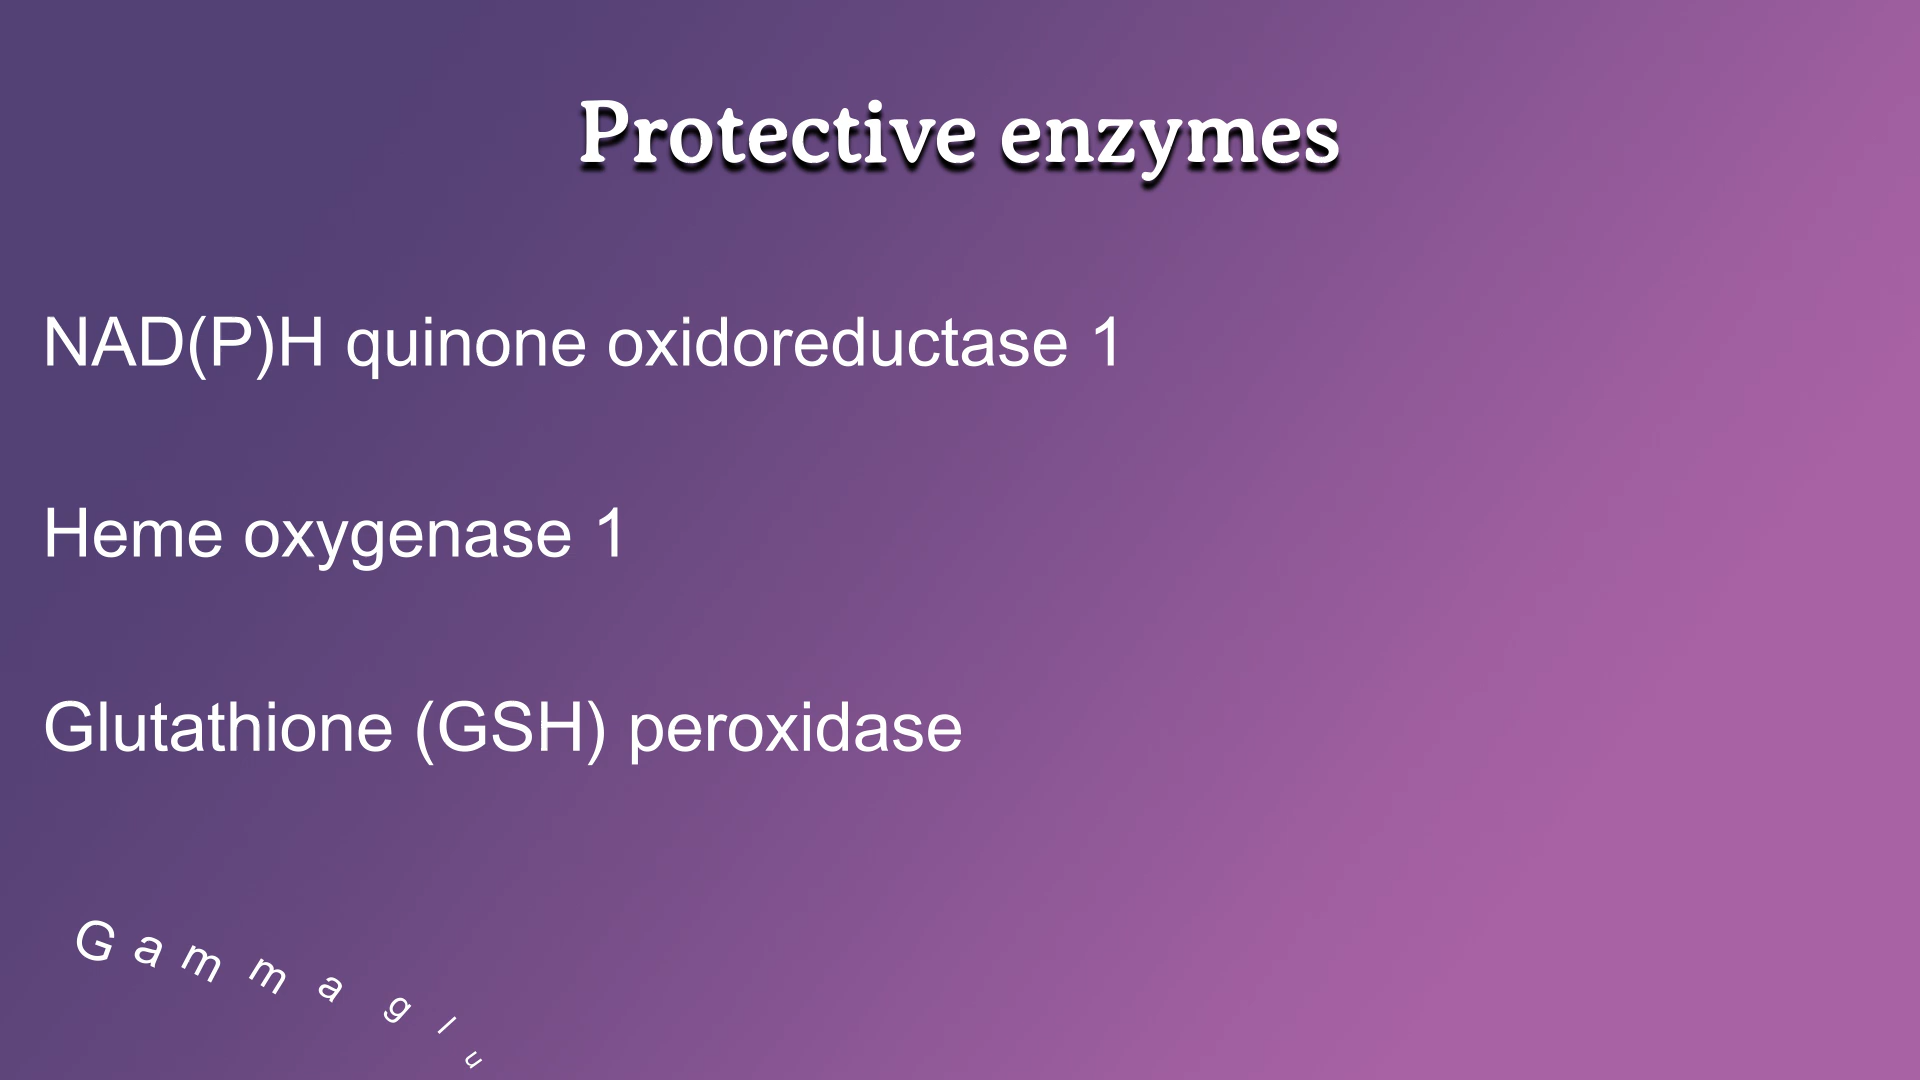 Protective enzymes
NAD(P)H quinone oxidoreductase 1
Heme oxygenase 1
Glutathione (GSH) peroxidase
Gamma glu